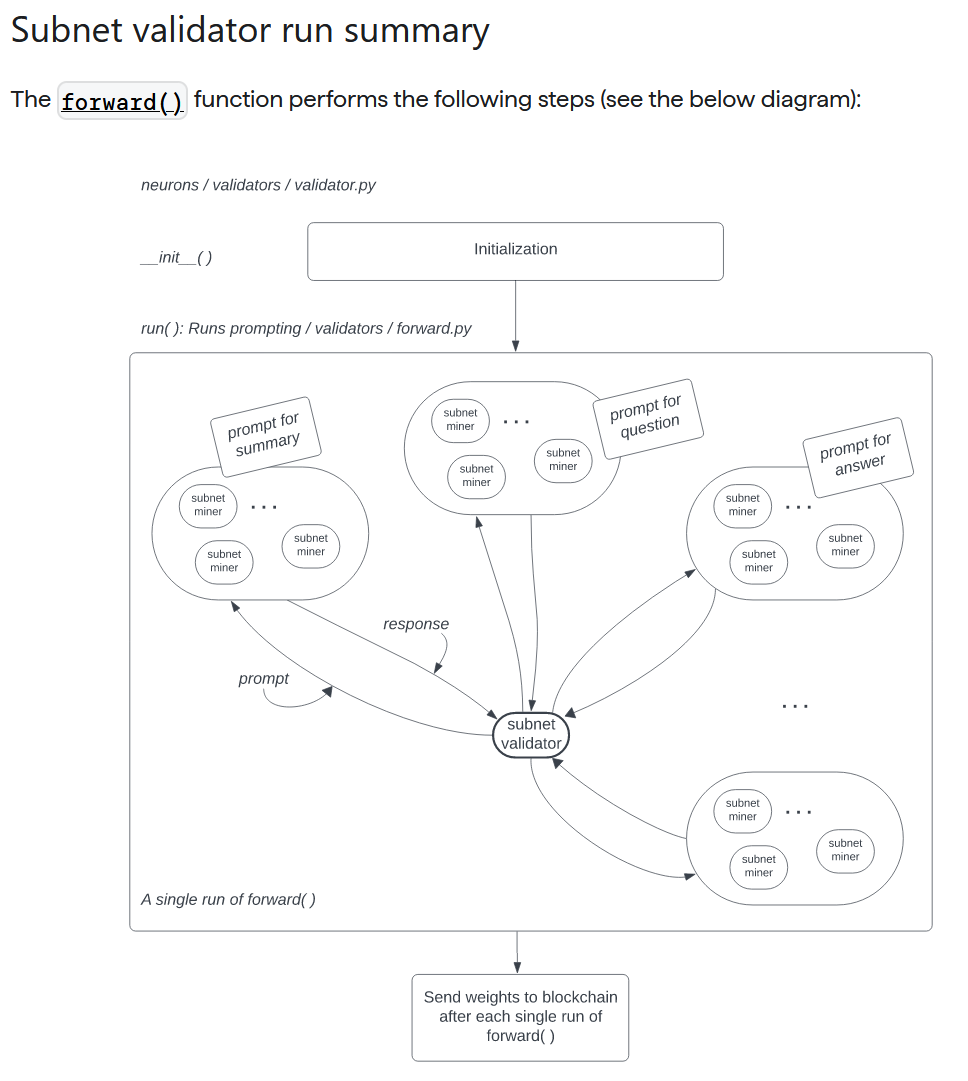 Subnet validator run summary
The forward() function performs the following steps (see the below diagram):
neurons / validators / validator.py
__init__( )
Initialization
run( ): Runs prompting / validators / forward.py
prompt for
summary
subnet
miner
...
subnet
miner
subnet
miner
subnet
miner
...
subnet
miner
subnet
miner
prompt for
question
prompt for
answer
subnet
miner
...
subnet
miner
subnet
miner
response
prompt
...
subnet
validator
subnet
miner
...
subnet
miner
subnet
miner
A single run of forward( )
Send weights to blockchain
after each single run of
forward( )